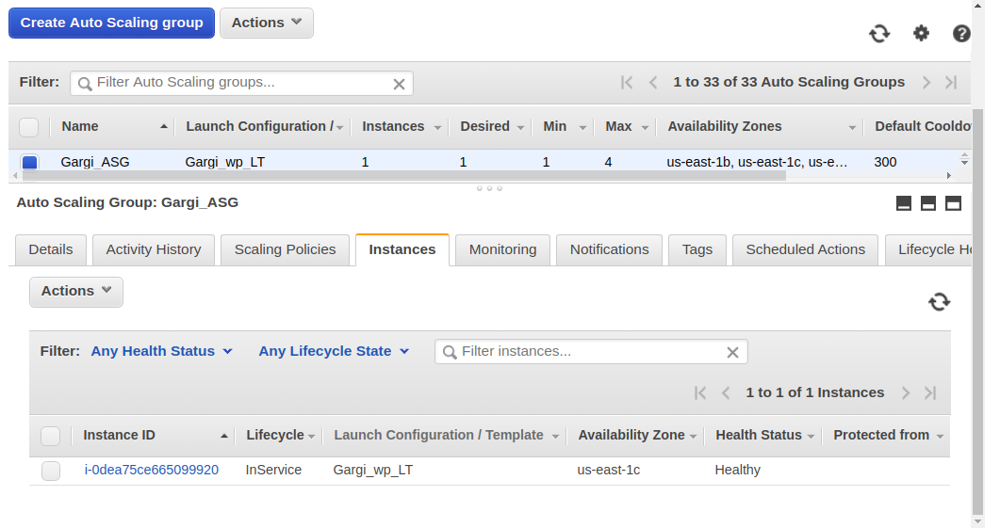 Create Auto Scaling group Actions
Filter: Filter Auto Scaling groups... 1 to 33 of 33 Auto Scaling Groups
Name Launch Configuration / Instances Desired Min Max Availability Zones Default Cooldo
Gargi_ASG Gargi_wp_LT 1 1 1 4 us-east-1b, us-east-1c, us-e… 300
Auto Scaling Group: Gargi_ASG
Details Activity History Scaling Policies Instances Monitoring Notifications Tags Scheduled Actions Lifecycle Ho
Actions
Filter: Any Health Status Any Lifecycle State Filter instances...
1 to 1 of 1 Instances
Instance ID Lifecycle Launch Configuration / Template Availability Zone Health Status Protected from
i-0dea75ce665099920 InService Gargi_wp_LT us-east-1c Healthy